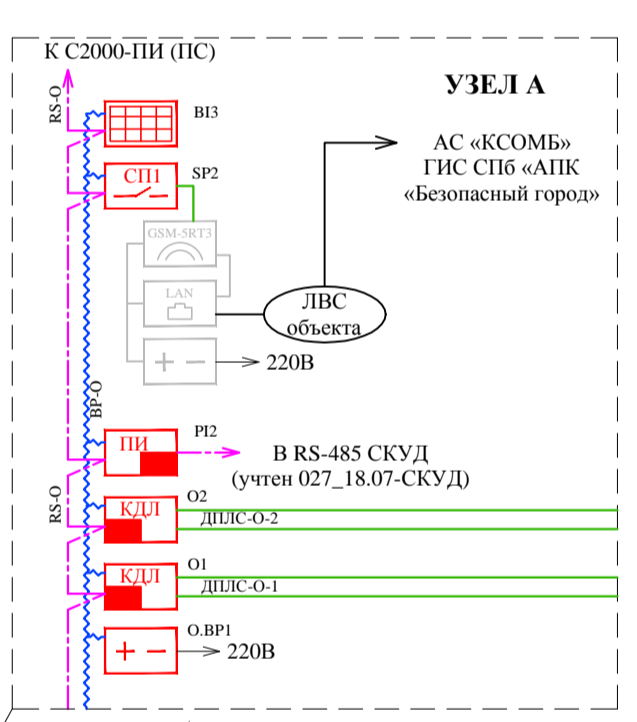 К С2000-ПИ (ПС)
УЗЕЛ А
RS-O
BI3
АС «КСОМБ»
ГИС СПб «АПК
«Безопасный город»
СП1
SP2
GSM-5RT3
LAN
ЛВС
объекта
220В
BP-O
ПИ
PI2
В RS-485 СКУД
(учтен 027_18.07-СКУД)
RS-O
КДЛ
O2
ДПЛС-О-2
КДЛ
O1
ДПЛС-О-1
O.BP1
220В